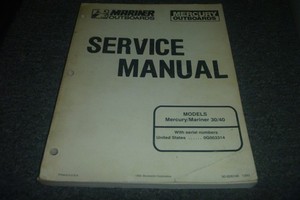 MARINER
OUTBOARDS
MERCURY
OUTBOARDS
SERVICE
MANUAL
MODELS
Mercury/Mariner 30/40
With serial numbers
United States